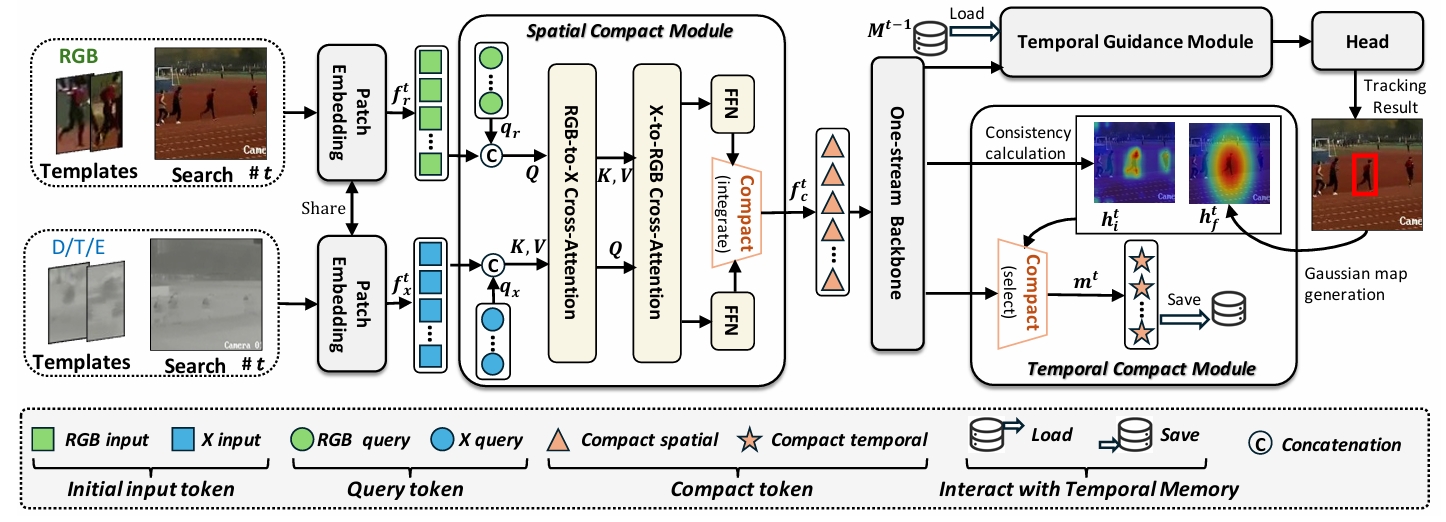 RGB
Templates
Search # t
Came
D/T/E
Templates
Search # t
Camera 0
Patch Embedding
Share
Patch Embedding
f_r^t
f_x^t
Spatial Compact Module
q_r
C
Q
K, V
C
q_x
RGB-to-X Cross-Attention
K, V
Q
X-to-RGB Cross-Attention
FFN
Compact
(integrate)
FFN
f_c^t
One-stream Backbone
M^{t-1}
Load
Temporal Guidance Module
Head
Tracking
Result
Came
Consistency
calculation
Came
h_i^t
h_f^t
Gaussian map
generation
Compact
(select)
m^t
Save
Temporal Compact Module
RGB input
X input
RGB query
X query
Compact spatial
Compact temporal
Load
Save
C
Concatenation
Initial input token
Query token
Compact token
Interact with Temporal Memory